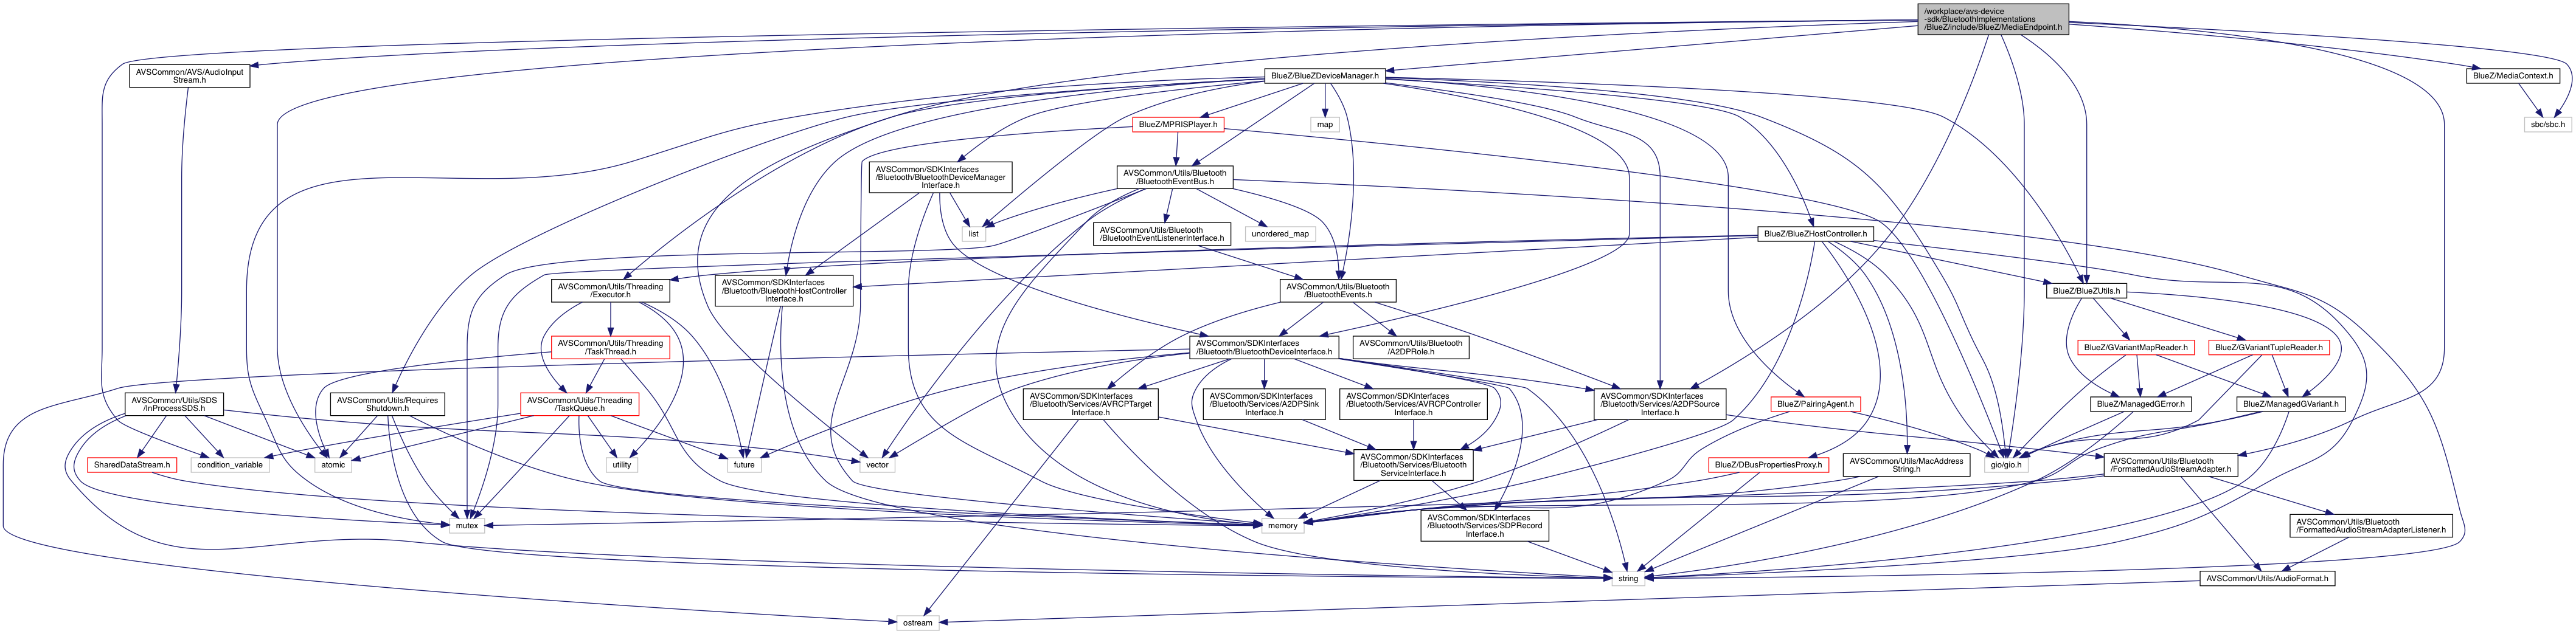 /workplace/avs-device
-sdk/BluetoothImplementations
/BlueZ/include/BlueZ/MediaEndpoint.h
AVSCommon/AVS/AudioInput
Stream.h
BlueZ/BlueZDeviceManager.h
BlueZ/MediaContext.h
BlueZ/MPRISPlayer.h
map
sbc/sbc.h
AVSCommon/SDKInterfaces
/Bluetooth/BluetoothDeviceManager
Interface.h
AVSCommon/Utils/Bluetooth
/BluetoothEventBus.h
list
AVSCommon/Utils/Bluetooth
/BluetoothEventListenerInterface.h
unordered_map
BlueZ/BlueZHostController.h
AVSCommon/Utils/Threading
/Executor.h
AVSCommon/SDKInterfaces
/Bluetooth/BluetoothHostController
Interface.h
AVSCommon/Utils/Bluetooth
/BluetoothEvents.h
BlueZ/BlueZUtils.h
AVSCommon/Utils/Threading
/TaskThread.h
AVSCommon/SDKInterfaces
/Bluetooth/BluetoothDeviceInterface.h
AVSCommon/Utils/Bluetooth
/A2DPRole.h
BlueZ/GVariantMapReader.h
BlueZ/GVariantTupleReader.h
AVSCommon/Utils/SDS
/InProcessSDS.h
AVSCommon/Utils/Requires
Shutdown.h
AVSCommon/Utils/Threading
/TaskQueue.h
AVSCommon/SDKInterfaces
/Bluetooth/Services/AVRCPTarget
Interface.h
AVSCommon/SDKInterfaces
/Bluetooth/Services/A2DPSink
Interface.h
AVSCommon/SDKInterfaces
/Bluetooth/Services/AVRCPController
Interface.h
AVSCommon/SDKInterfaces
/Bluetooth/Services/A2DPSource
Interface.h
BlueZ/PairingAgent.h
BlueZ/ManagedGError.h
BlueZ/ManagedGVariant.h
SharedDataStream.h
condition_variable
atomic
utility
future
vector
AVSCommon/SDKInterfaces
/Bluetooth/Services/Bluetooth
ServiceInterface.h
BlueZ/DBusPropertiesProxy.h
AVSCommon/Utils/MacAddress
String.h
gio/gio.h
AVSCommon/Utils/Bluetooth
/FormattedAudioStreamAdapter.h
mutex
memory
AVSCommon/SDKInterfaces
/Bluetooth/Services/SDPRecord
Interface.h
AVSCommon/Utils/Bluetooth
/FormattedAudioStreamAdapterListener.h
string
AVSCommon/Utils/AudioFormat.h
ostream